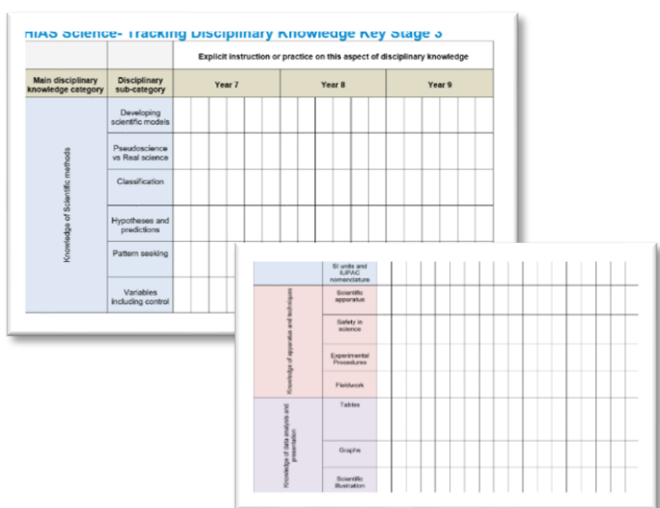 HIAS Science- Tracking Disciplinary Knowledge Key Stage 3
Explicit instruction or practice on this aspect of disciplinary knowledge
Main disciplinary
knowledge category
Disciplinary
sub-category
Year 7
Year 8
Year 9
Knowledge of Scientific methods
Developing
scientific models
Pseudoscience
vs Real science
Classification
Hypotheses and
predictions
Pattern seeking
Variables
including control
SI units and
IUPAC
nomenclature
Knowledge of apparatus and techniques
Scientific
apparatus
Safety in
science
Experimental
Procedures
Fieldwork
Knowledge of data analysis and
presentation
Tables
Graphs
Scientific
illustration